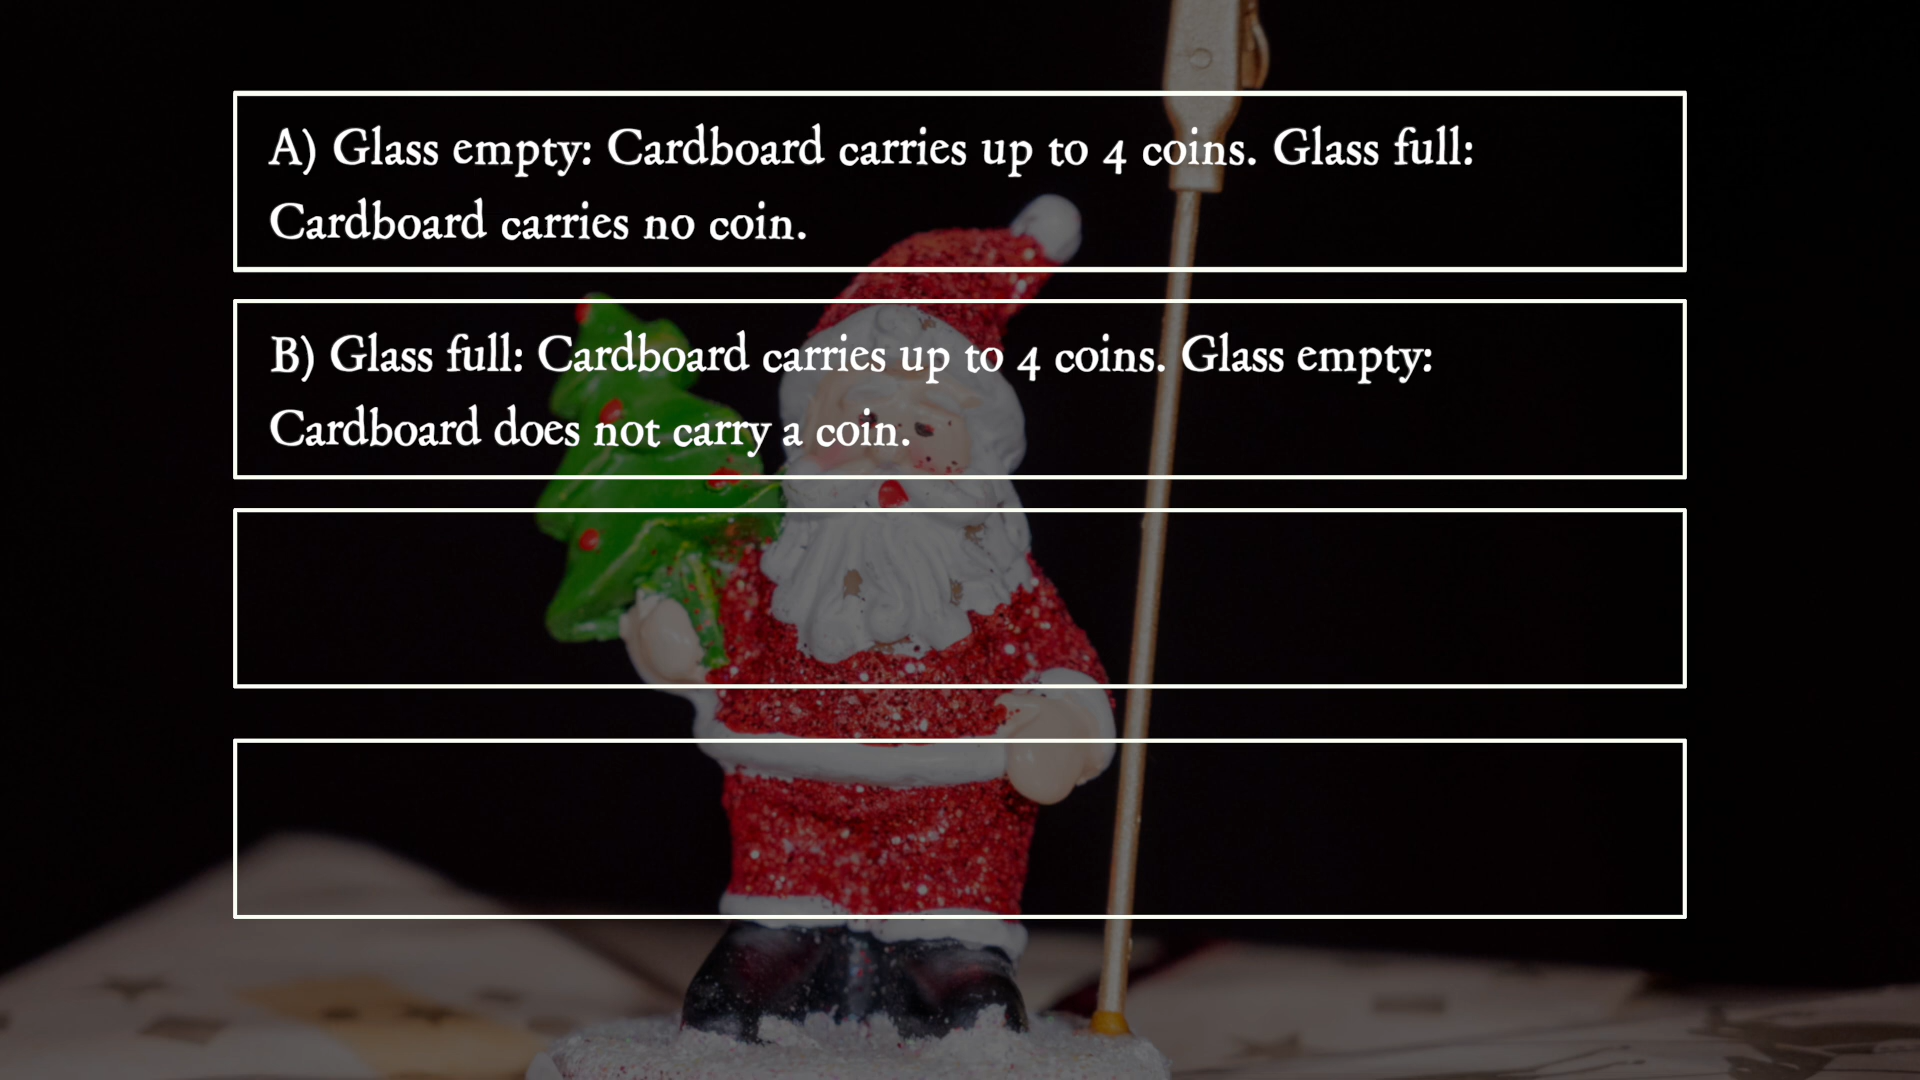 A) Glass empty: Cardboard carries up to 4 coins. Glass full:
Cardboard carries no coin.
B) Glass full: Cardboard carries up to 4 coins. Glass empty:
Cardboard does not carry a coin.